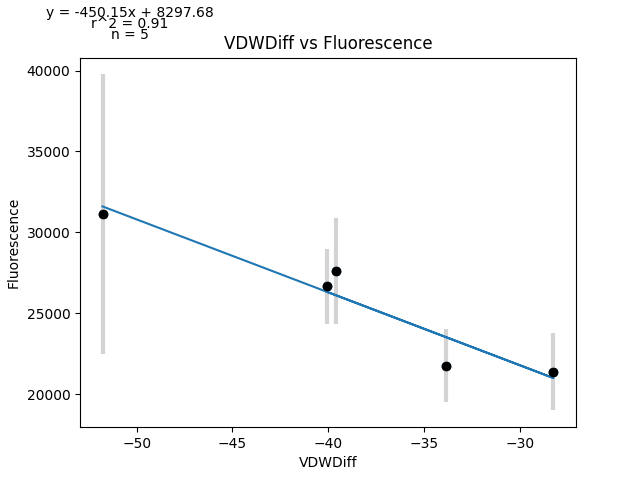 y = -450.15x + 8297.68
r^2 = 0.91
n = 5
VDWDiff vs Fluorescence
40000
35000
30000
25000
20000
Fluorescence
−50
−45
−40
−35
−30
VDWDiff